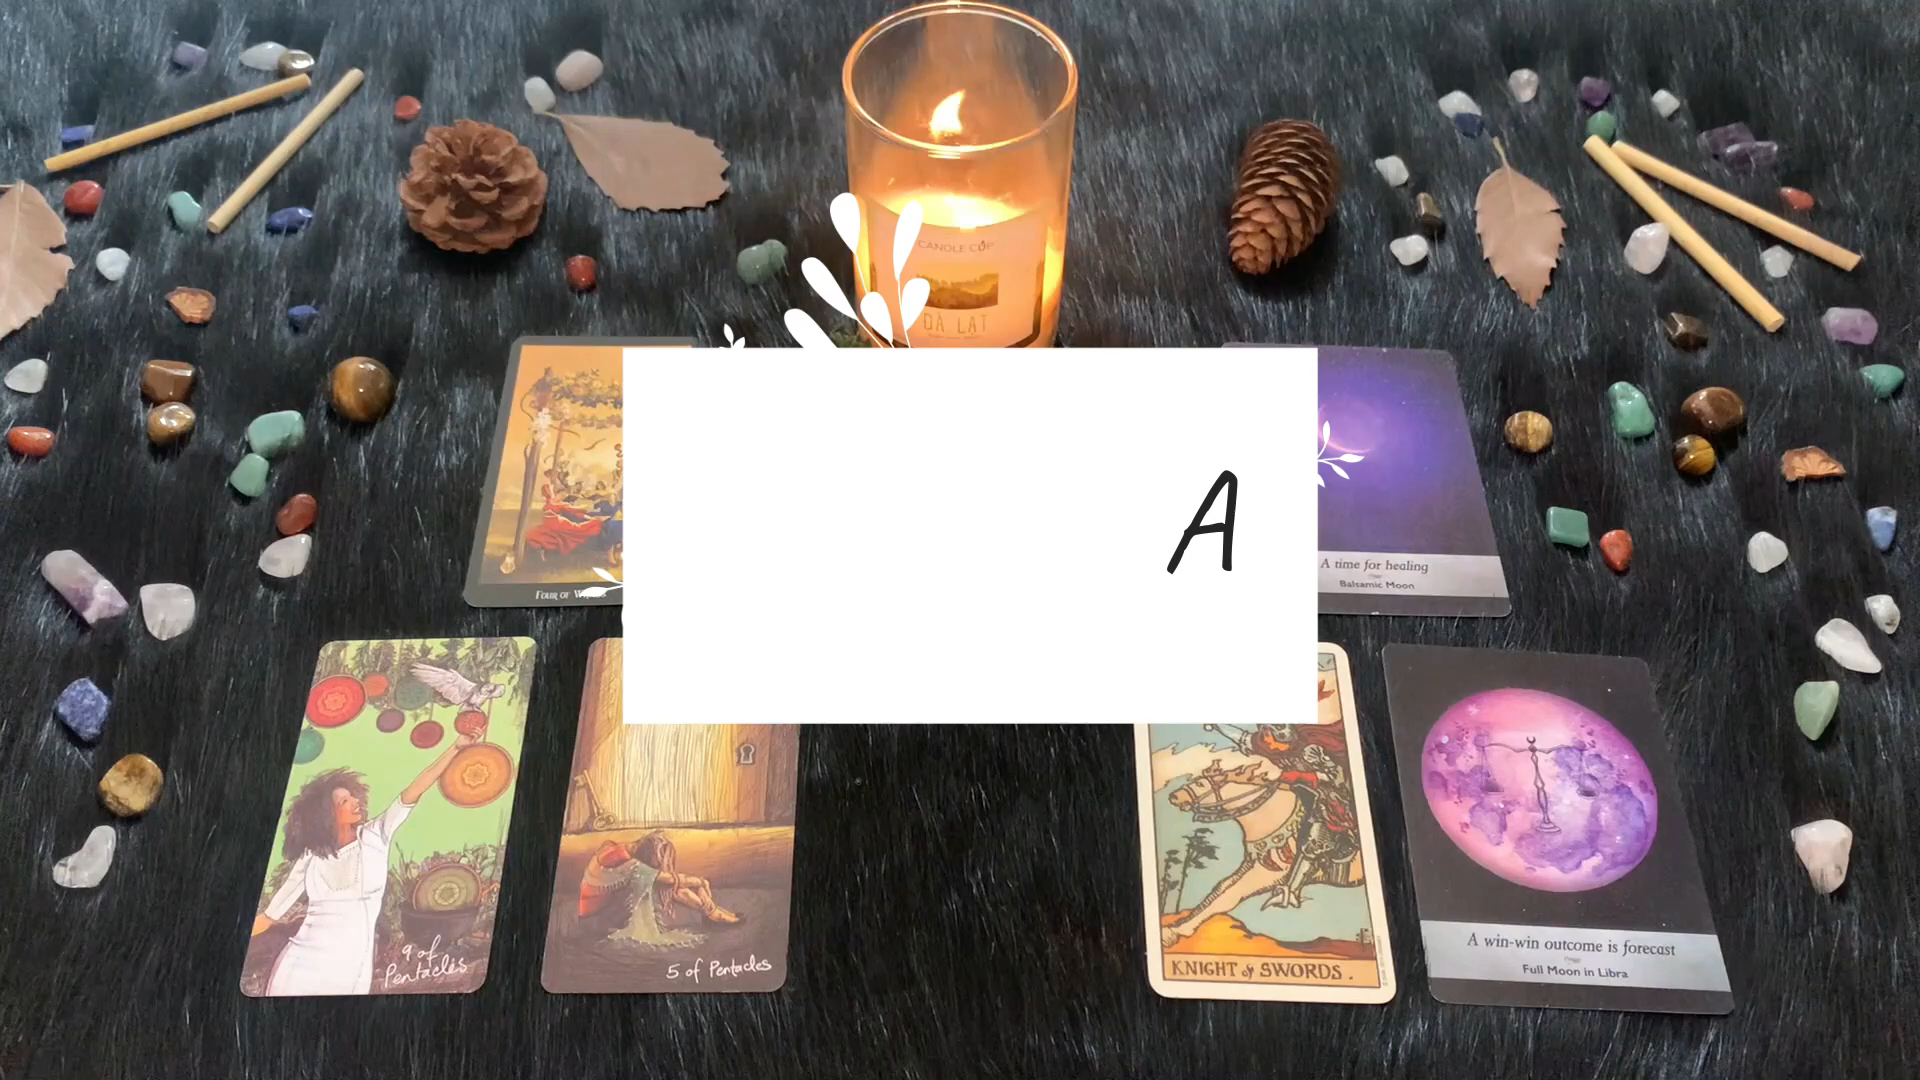 CANDLE CUP
ĐÀ LẠT
A
FOUR OF WANDS
A time for healing
Balsamic Moon
9 of
Pentacles
5 of Pentacles
KNIGHT of SWORDS.
A win-win outcome is forecast
Full Moon in Libra